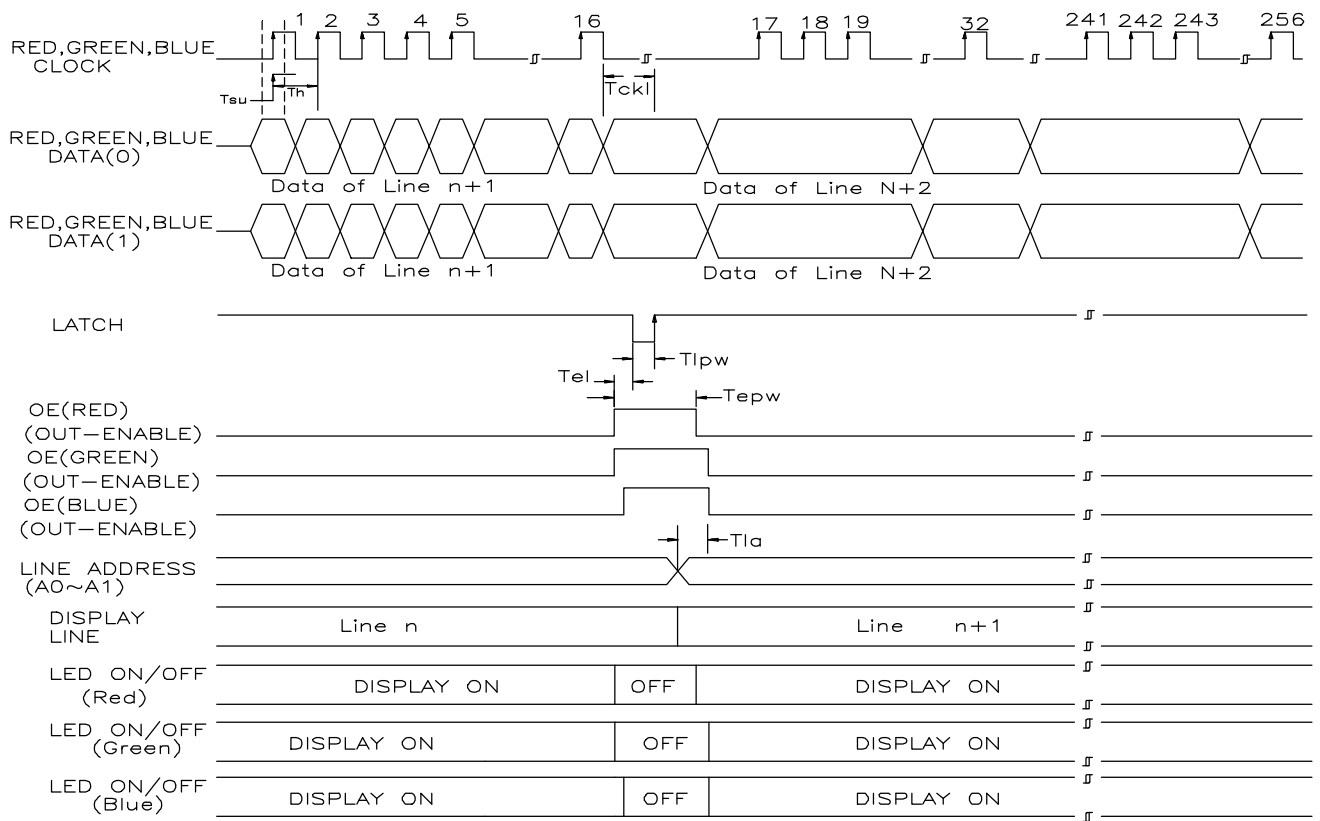 1 2 3 4 5 16 17 18 19 32 241 242 243 256
RED,GREEN,BLUE
CLOCK
Tsu
Th
Tckl
RED,GREEN,BLUE
DATA(0)
Data of Line n+1
Data of Line N+2
RED,GREEN,BLUE
DATA(1)
Data of Line n+1
Data of Line N+2
LATCH
Tlpw
Tel
Tepw
OE(RED)
(OUT-ENABLE)
OE(GREEN)
(OUT-ENABLE)
OE(BLUE)
(OUT-ENABLE)
Tla
LINE ADDRESS
(A0~A1)
DISPLAY
LINE
Line n
Line n+1
LED ON/OFF
(Red)
DISPLAY ON
OFF
DISPLAY ON
LED ON/OFF
(Green)
DISPLAY ON
OFF
DISPLAY ON
LED ON/OFF
(Blue)
DISPLAY ON
OFF
DISPLAY ON